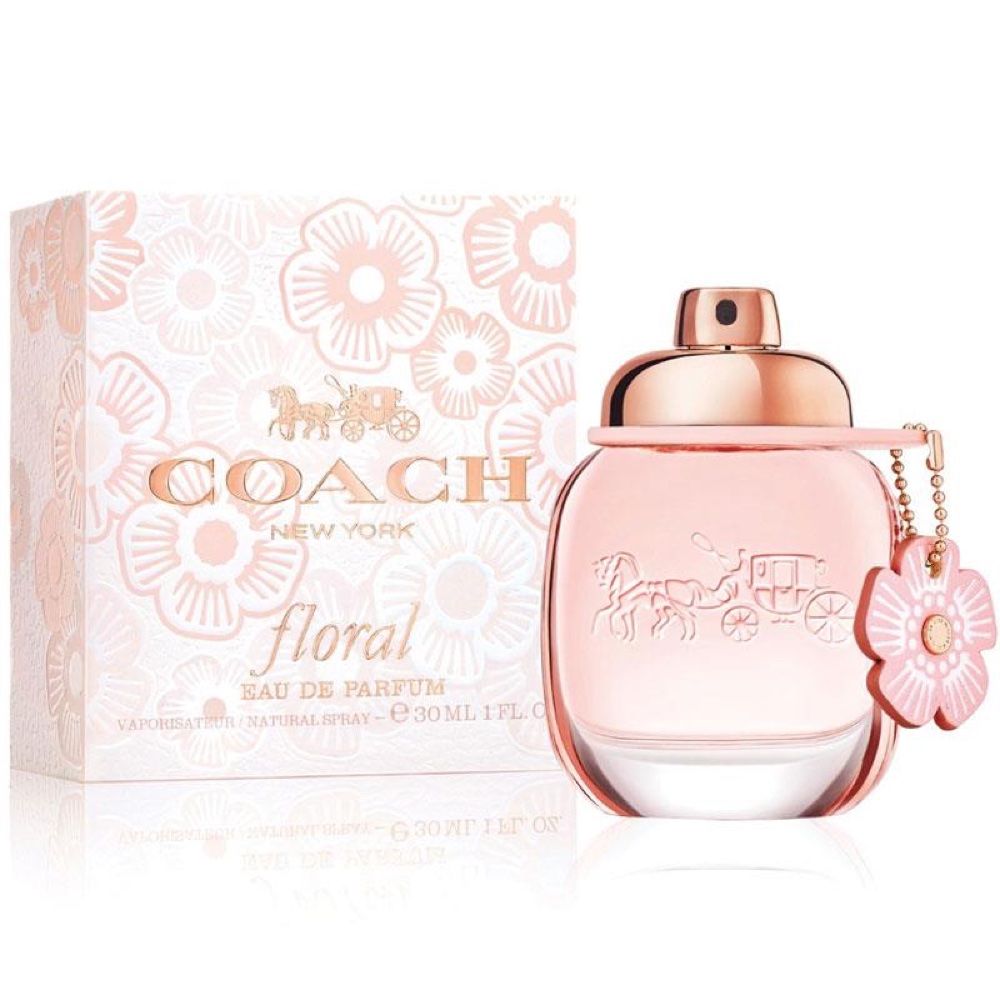 COACH
NEW YORK
floral
EAU DE PARFUM
VAPORISATEUR / NATURAL SPRAY – ℮ 30 ML 1 FL. O